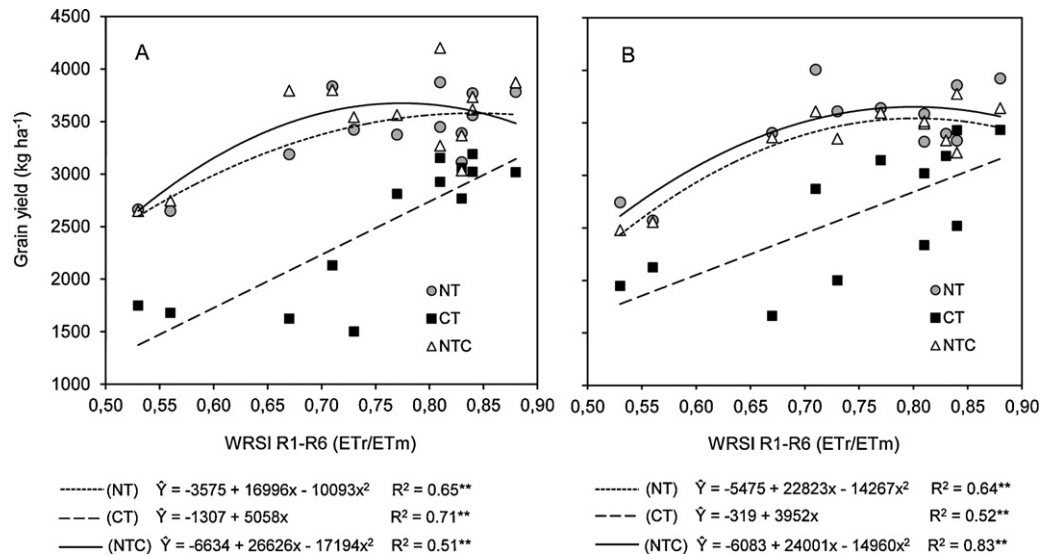 4500
4000
3500
3000
2500
2000
1500
1000
Grain yield (kg ha⁻¹)
A
NT
CT
NTC
0,50 0,55 0,60 0,65 0,70 0,75 0,80 0,85 0,90
WRSI R1-R6 (ETr/ETm)
(NT) Ŷ = -3575 + 16996x - 10093x² R² = 0.65**
(CT) Ŷ = -1307 + 5058x R² = 0.71**
(NTC) Ŷ = -6634 + 26626x - 17194x² R² = 0.51**
B
NT
CT
NTC
0,50 0,55 0,60 0,65 0,70 0,75 0,80 0,85 0,90
WRSI R1-R6 (ETr/ETm)
(NT) Ŷ = -5475 + 22823x - 14267x² R² = 0.64**
(CT) Ŷ = -319 + 3952x R² = 0.52**
(NTC) Ŷ = -6083 + 24001x - 14960x² R² = 0.83**